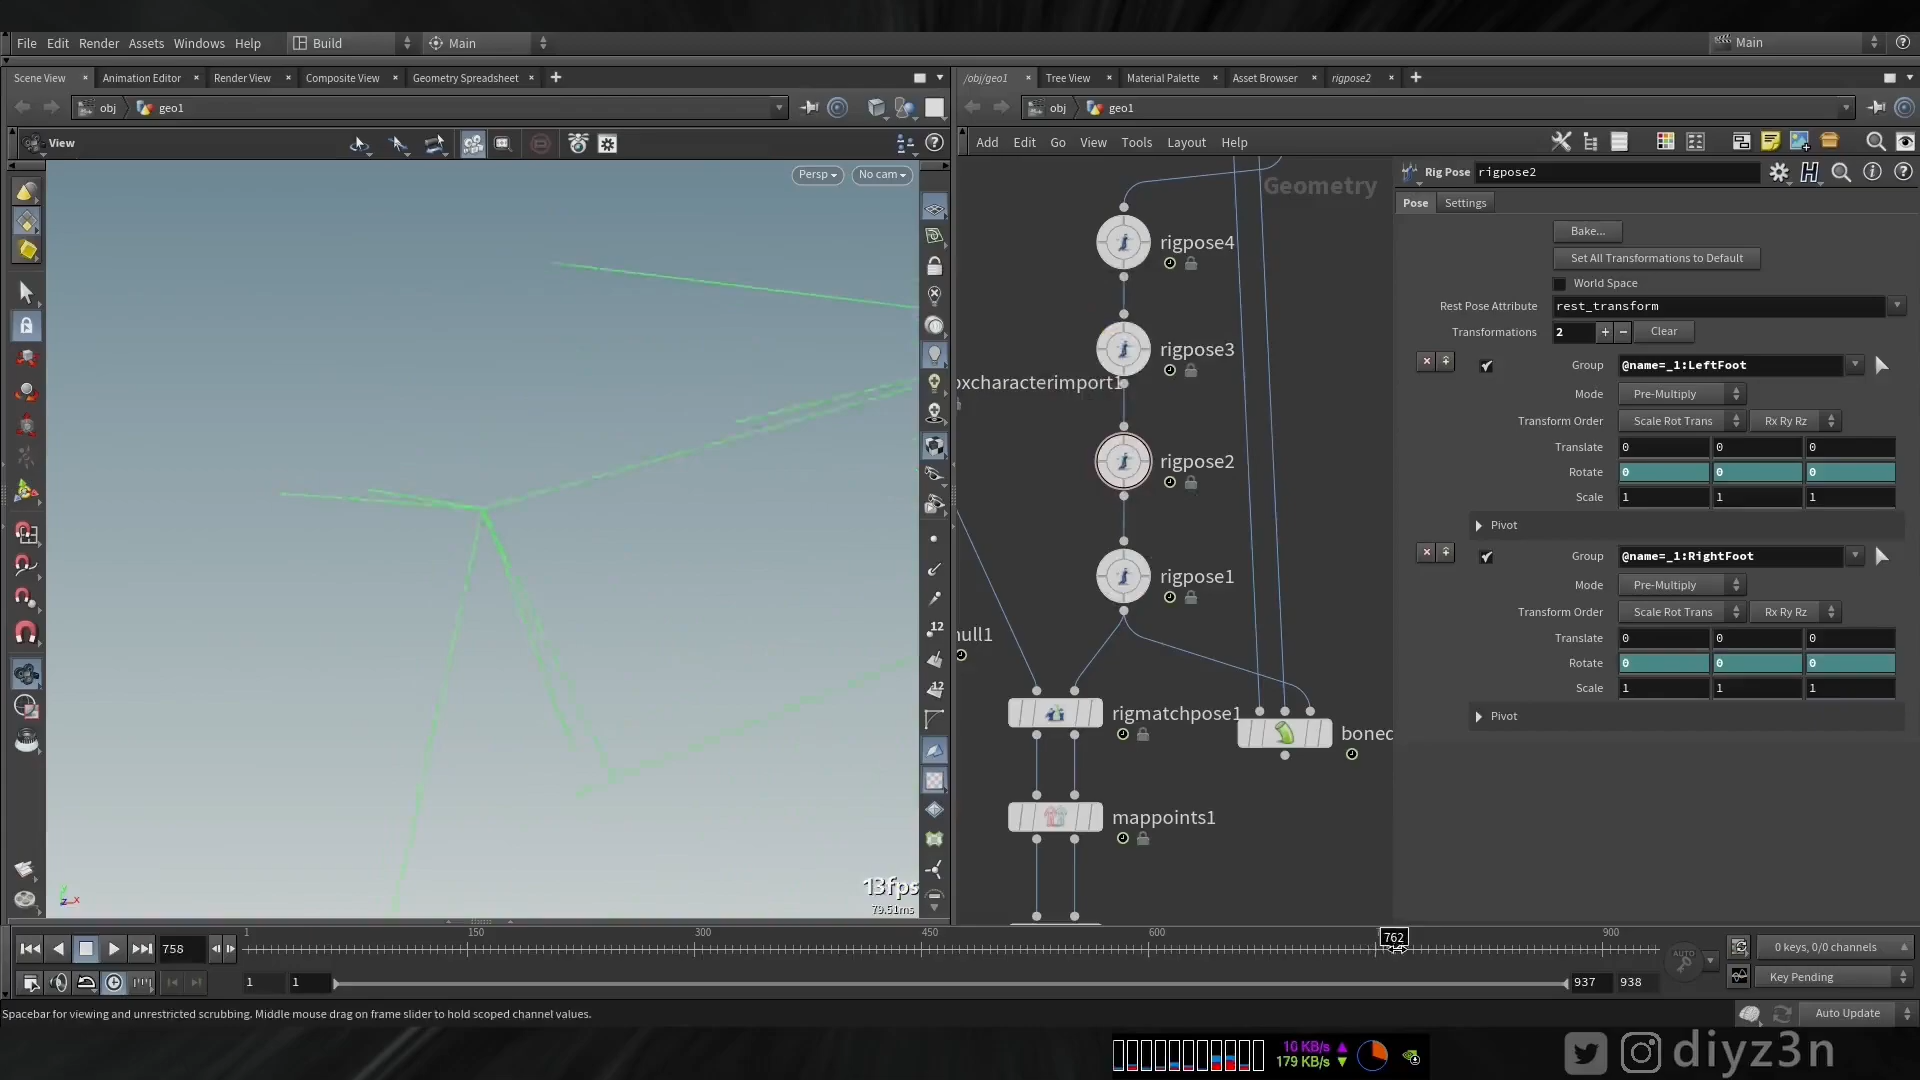 File Edit Render Assets Windows Help Build Main Main
Scene View Animation Editor Render View Composite View Geometry Spreadsheet
/obj/geo1 Tree View Material Palette Asset Browser rigpose2
obj geo1
obj geo1
View
Add Edit Go View Tools Layout Help
Persp No cam
Geometry
rigpose4
rigpose3
oxcharacterimport1
rigpose2
rigpose1
null1
rigmatchpose1
boned
mappoints1
Rig Pose rigpose2
Pose Settings
Bake...
Set All Transformations to Default
World Space
Rest Pose Attribute rest_transform
Transformations 2 + − Clear
Group @name=_1:LeftFoot
Mode Pre-Multiply
Transform Order Scale Rot Trans Rx Ry Rz
Translate 0 0 0
Rotate 0 0 0
Scale 1 1 1
Pivot
Group @name=_1:RightFoot
Mode Pre-Multiply
Transform Order Scale Rot Trans Rx Ry Rz
Translate 0 0 0
Rotate 0 0 0
Scale 1 1 1
Pivot
12
12
13fps
79.51ms
z x
758 1 150 300 450 600 762 900
AUTO
0 keys, 0/0 channels
1 1 937 938 Key Pending
Spacebar for viewing and unrestricted scrubbing. Middle mouse drag on frame slider to hold scoped channel values.
Auto Update
10 KB/s
179 KB/s
diyz3n